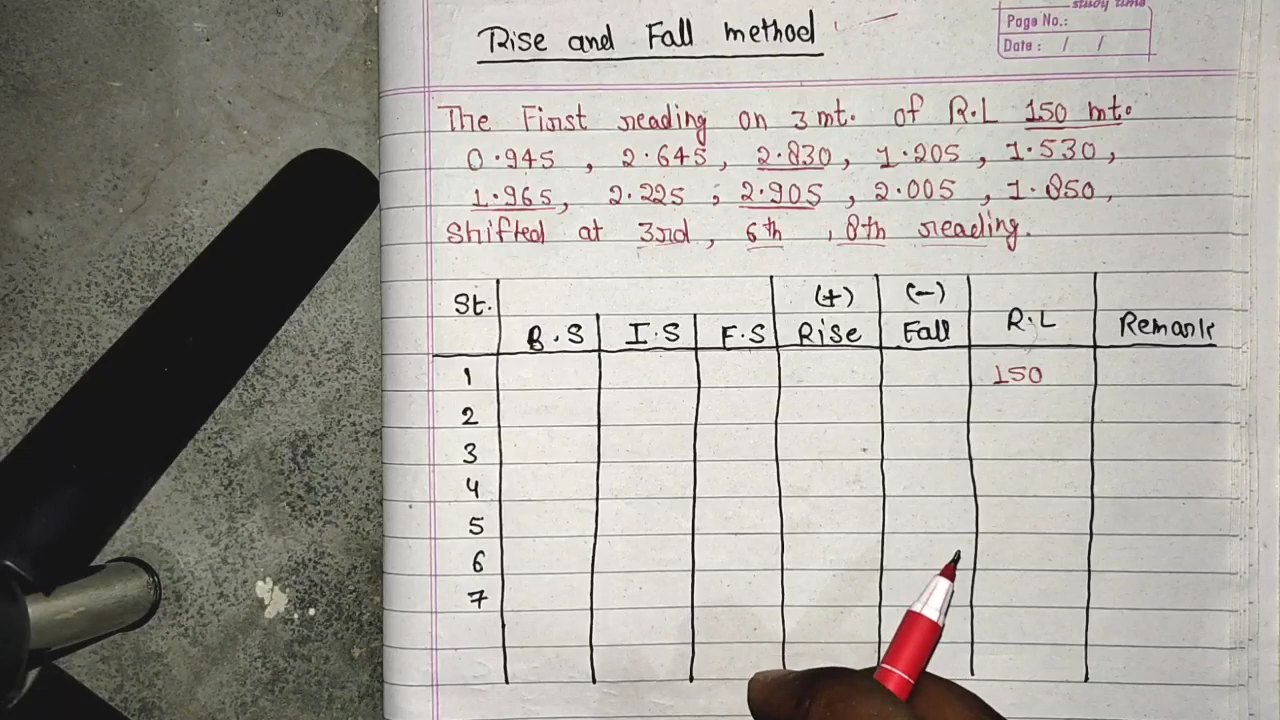 study time
Page No.:
Date : / /
Rise and Fall method
The First reading on 3mt. of R.L 150 mt.
0.945 , 2.645 , 2.830 , 1.205 , 1.530 ,
1.965 , 2.225 , 2.905 , 2.005 , 1.850 ,
Shifted at 3rd , 6th , 8th reading.
St. (+) (-)
B.S I.S F.S Rise Fall R.L Remark
1 150
2
3
4
5
6
7